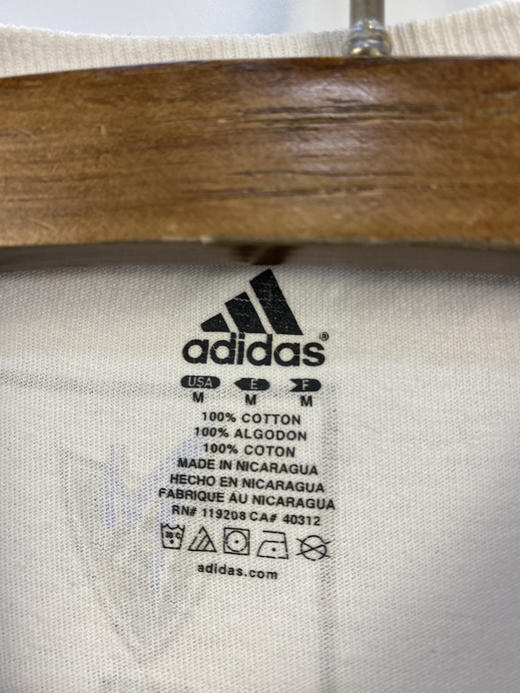 adidas®
USA E F
M M M
100% COTTON
100% ALGODON
100% COTON
MADE IN NICARAGUA
HECHO EN NICARAGUA
FABRIQUE AU NICARAGUA
RN# 119208 CA# 40312
30°C
adidas.com